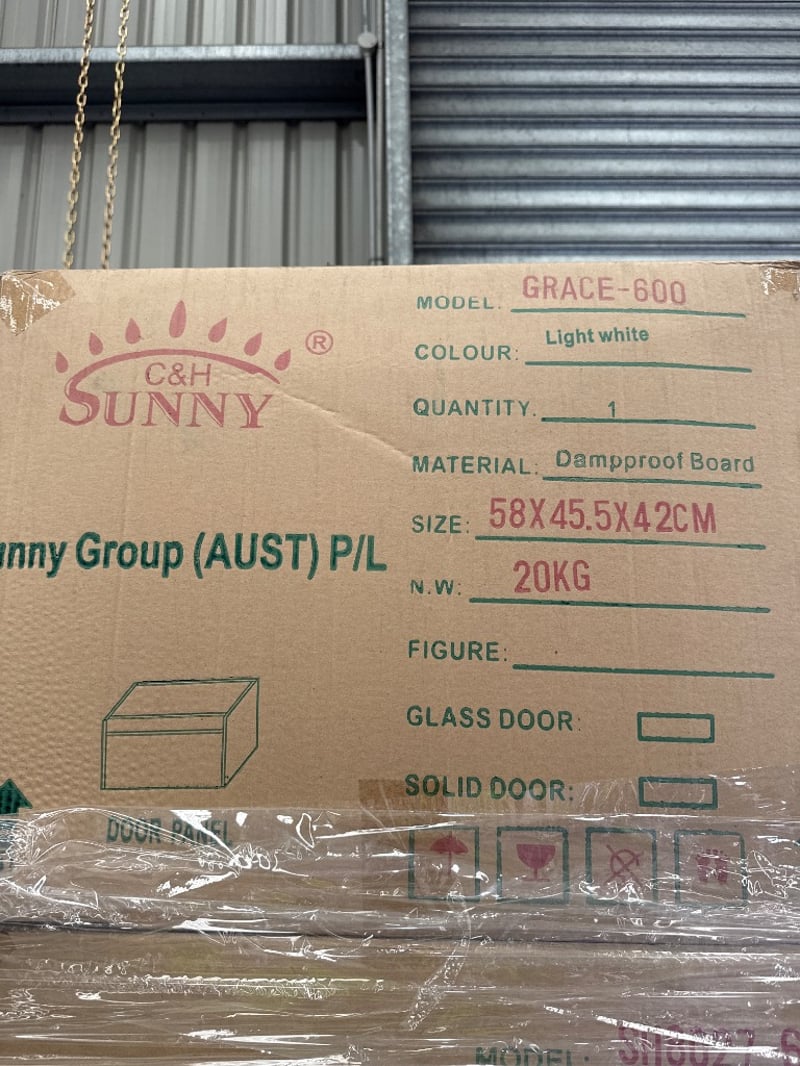 C&H
SUNNY®
unny Group (AUST) P/L
DOOR PANEL
MODEL: GRACE-600
COLOUR: Light white
QUANTITY. 1
MATERIAL: Dampproof Board
SIZE: 58X45.5X42CM
N.W: 20KG
FIGURE:
GLASS DOOR:
SOLID DOOR:
MODEL: